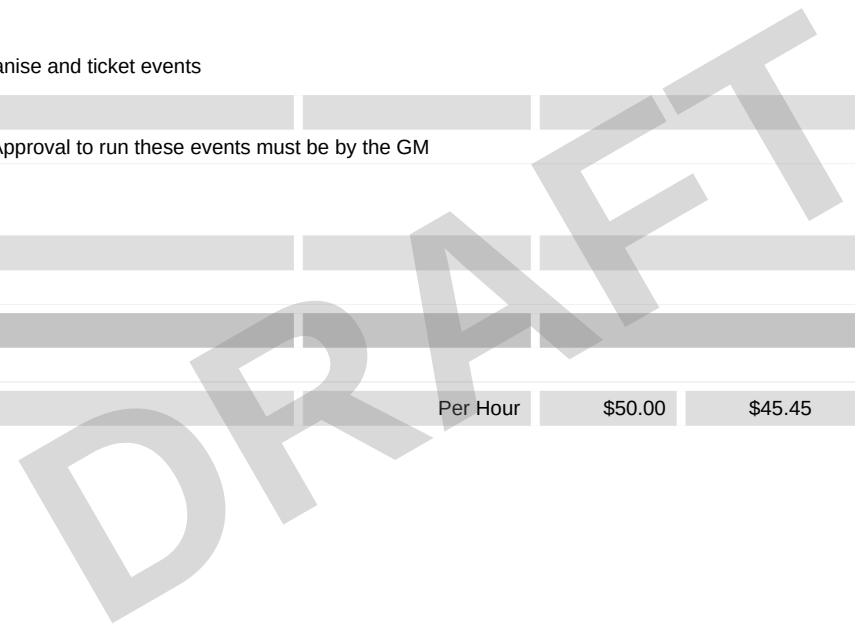 anise and ticket events
Approval to run these events must be by the GM
Per Hour $50.00 $45.45
DRAFT